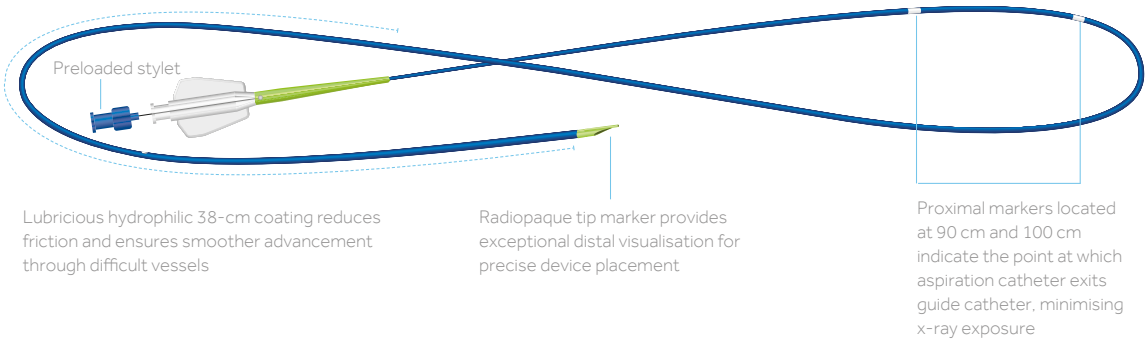 Preloaded stylet
Lubricious hydrophilic 38-cm coating reduces
friction and ensures smoother advancement
through difficult vessels
Radiopaque tip marker provides
exceptional distal visualisation for
precise device placement
Proximal markers located
at 90 cm and 100 cm
indicate the point at which
aspiration catheter exits
guide catheter, minimising
x-ray exposure